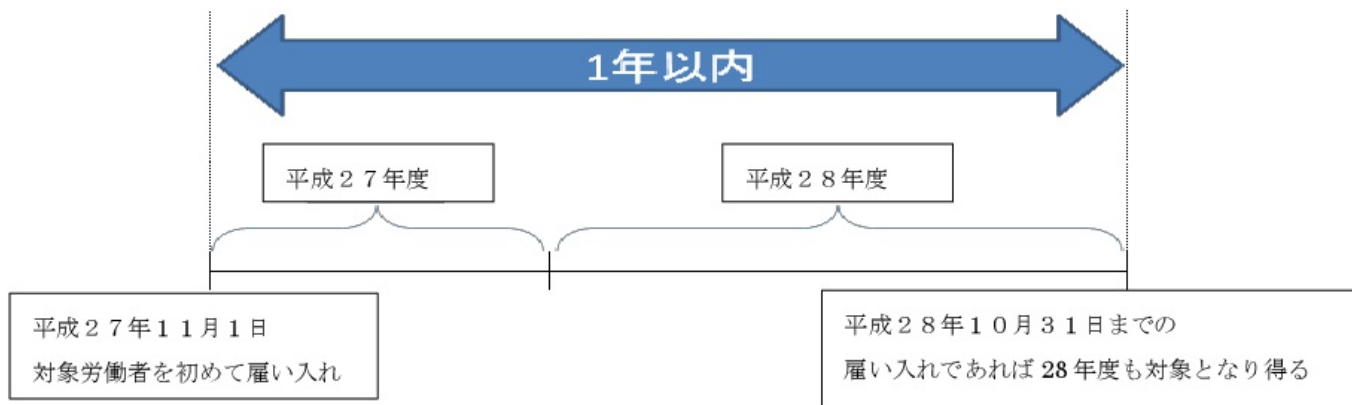 1年以内
平成２７年度
平成２８年度
平成２７年１１月１日
対象労働者を初めて雇い入れ
平成２８年１０月３１日までの
雇い入れであれば 28 年度も対象となり得る